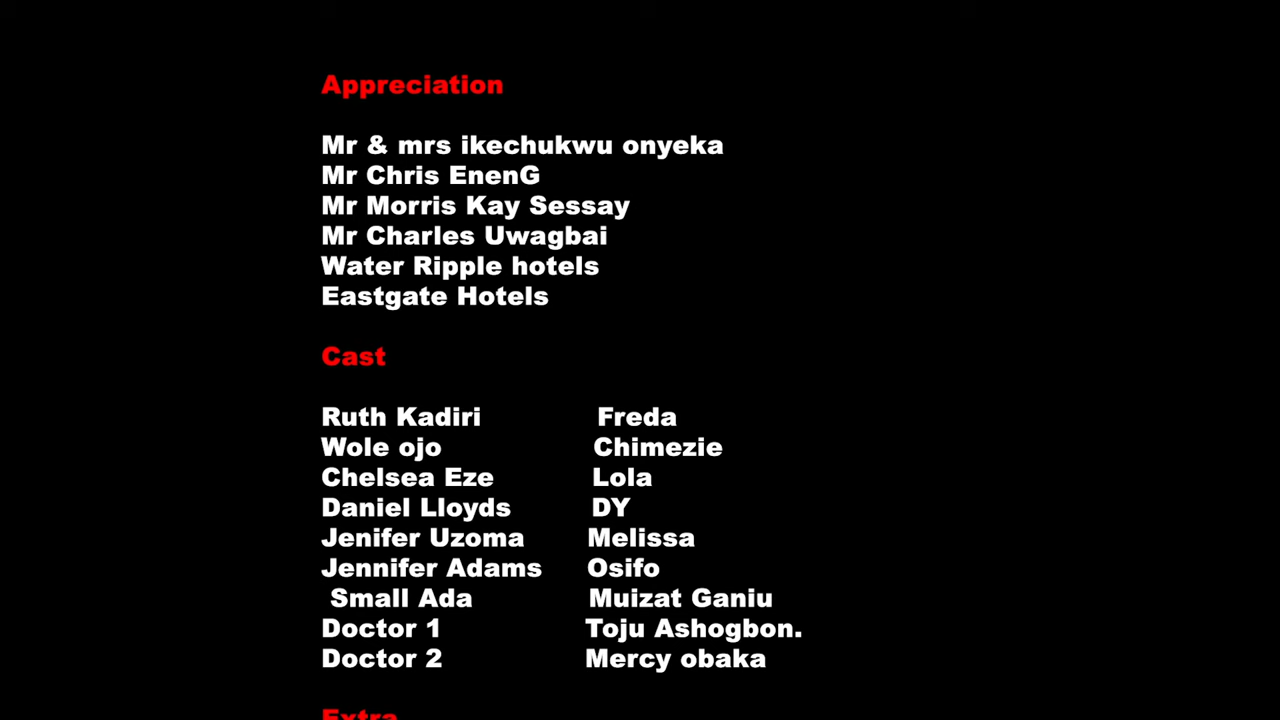 Appreciation
Mr & mrs ikechukwu onyeka
Mr Chris EnenG
Mr Morris Kay Sessay
Mr Charles Uwagbai
Water Ripple hotels
Eastgate Hotels
Cast
Ruth Kadiri Freda
Wole ojo Chimezie
Chelsea Eze Lola
Daniel Lloyds DY
Jenifer Uzoma Melissa
Jennifer Adams Osifo
Small Ada Muizat Ganiu
Doctor 1 Toju Ashogbon.
Doctor 2 Mercy obaka
Extra